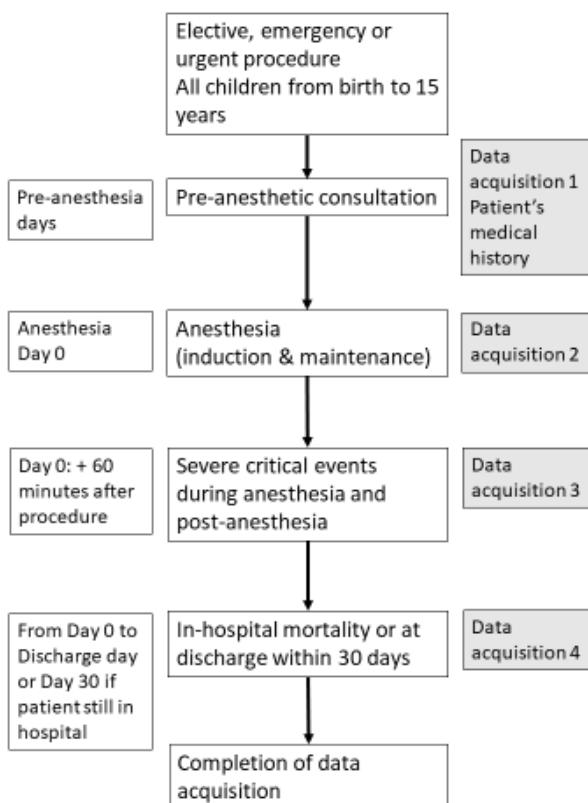 Elective, emergency or
urgent procedure
All children from birth to 15
years
Pre-anesthesia
days
Pre-anesthetic consultation
Data
acquisition 1
Patient's
medical
history
Anesthesia
Day 0
Anesthesia
(induction & maintenance)
Data
acquisition 2
Day 0: + 60
minutes after
procedure
Severe critical events
during anesthesia and
post-anesthesia
Data
acquisition 3
From Day 0 to
Discharge day
or Day 30 if
patient still in
hospital
In-hospital mortality or at
discharge within 30 days
Data
acquisition 4
Completion of data
acquisition